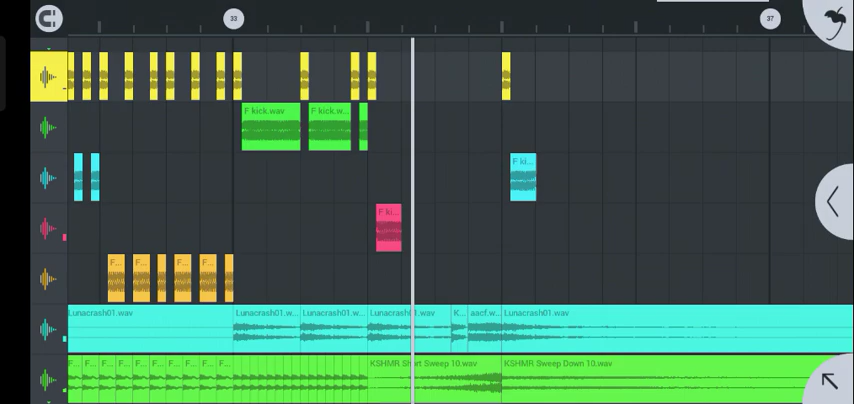 33
37
F kick.wav
F kick.w...
F ki...
F ki...
F...
F...
F...
F...
Lunacrash01.wav
Lunacrash01.w...
Lunacrash01.w...
Lunacrash01.wav
K...
aacf.w...
Lunacrash01.wav
F...
F...
F...
F...
F...
F...
F...
F...
F...
F...
KSHMR Short Sweep 10.wav
KSHMR Sweep Down 10.wav